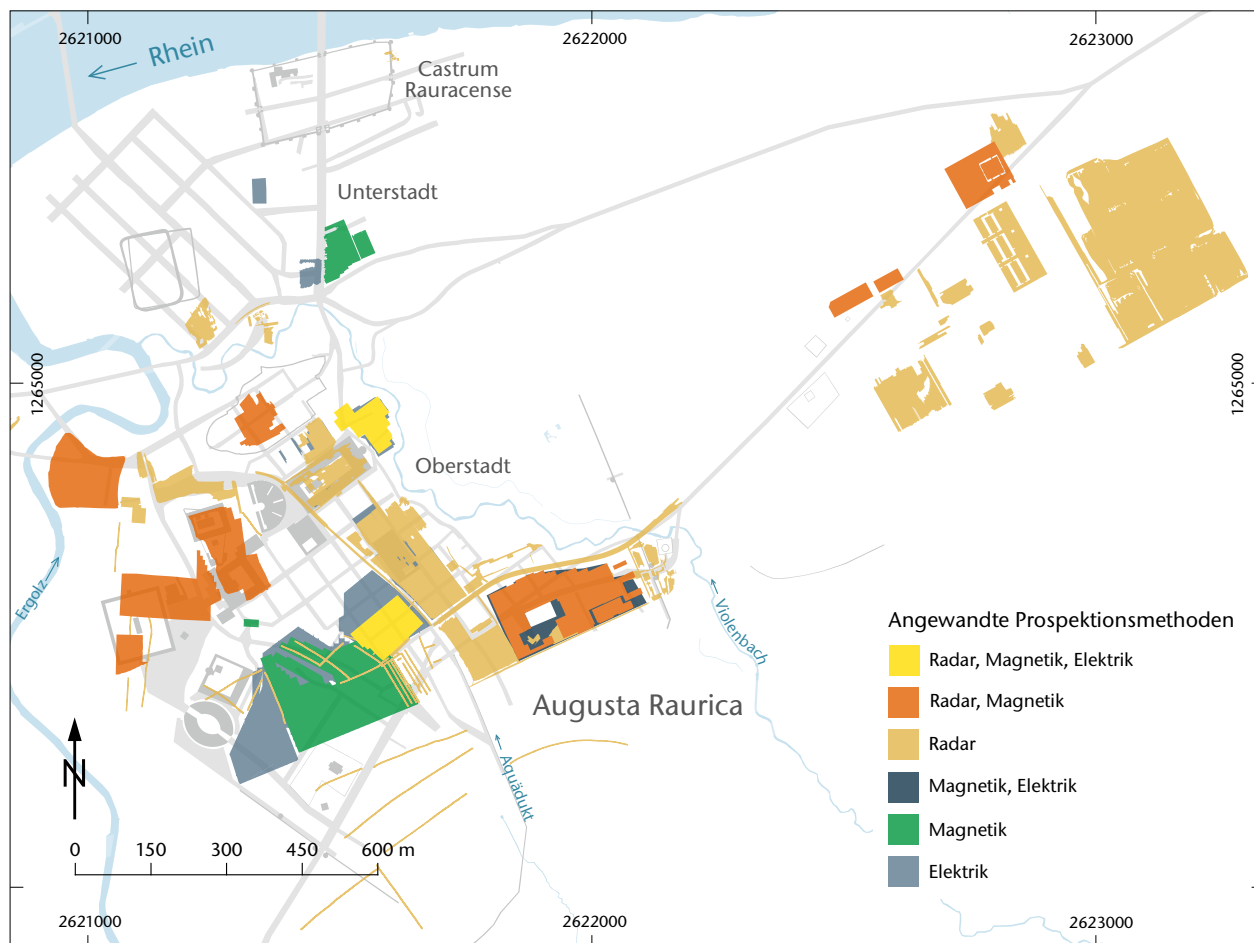 2621000
2622000
2623000
Rhein
Castrum
Rauracense
Unterstadt
1265000
1265000
Oberstadt
Ergolz
Violenbach
Augusta Raurica
Aquädukt
N
0 150 300 450 600 m
Angewandte Prospektionsmethoden
Radar, Magnetik, Elektrik
Radar, Magnetik
Radar
Magnetik, Elektrik
Magnetik
Elektrik
2621000
2622000
2623000